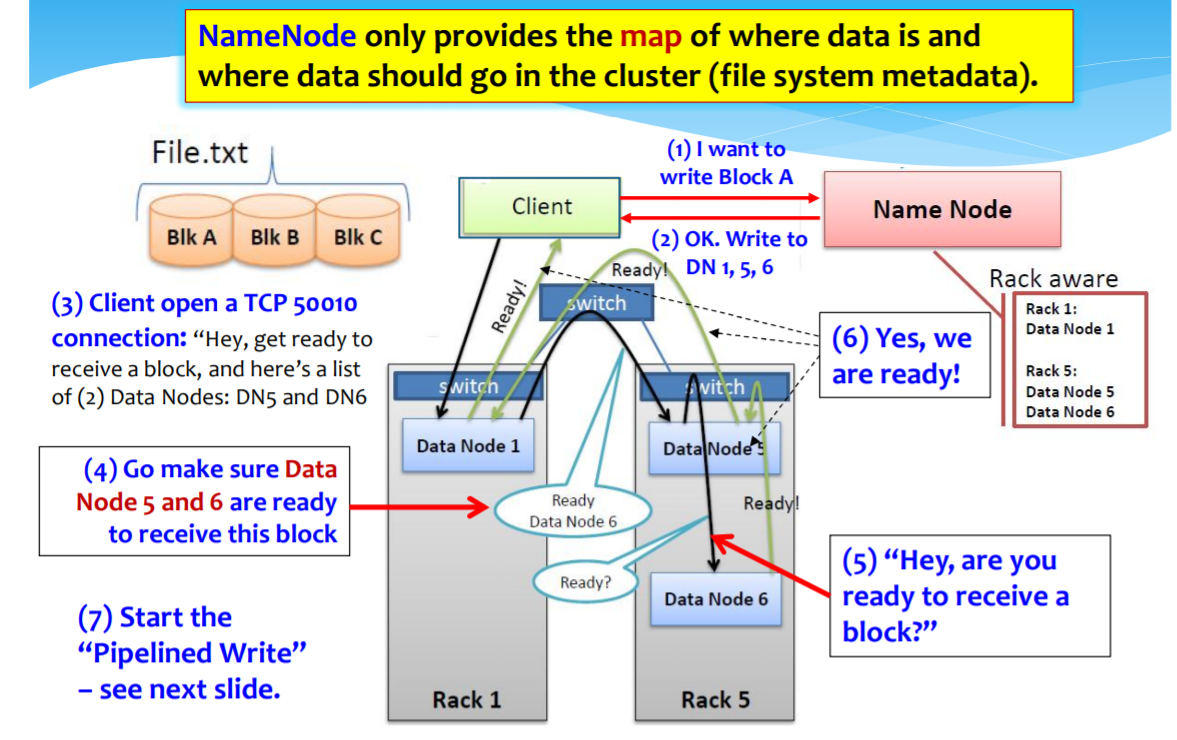 NameNode only provides the map of where data is and
where data should go in the cluster (file system metadata).
File.txt
Blk A
Blk B
Blk C
(1) I want to
write Block A
Client
Name Node
(2) OK. Write to
DN 1, 5, 6
Ready!
Ready!
switch
Rack aware
Rack 1:
Data Node 1
Rack 5:
Data Node 5
Data Node 6
(3) Client open a TCP 50010
connection: “Hey, get ready to
receive a block, and here’s a list
of (2) Data Nodes: DN5 and DN6
(6) Yes, we
are ready!
switch
switch
Data Node 1
Data Node 5
(4) Go make sure Data
Node 5 and 6 are ready
to receive this block
Ready
Data Node 6
Ready!
Ready?
Data Node 6
(5) “Hey, are you
ready to receive a
block?”
(7) Start the
“Pipelined Write”
– see next slide.
Rack 1
Rack 5